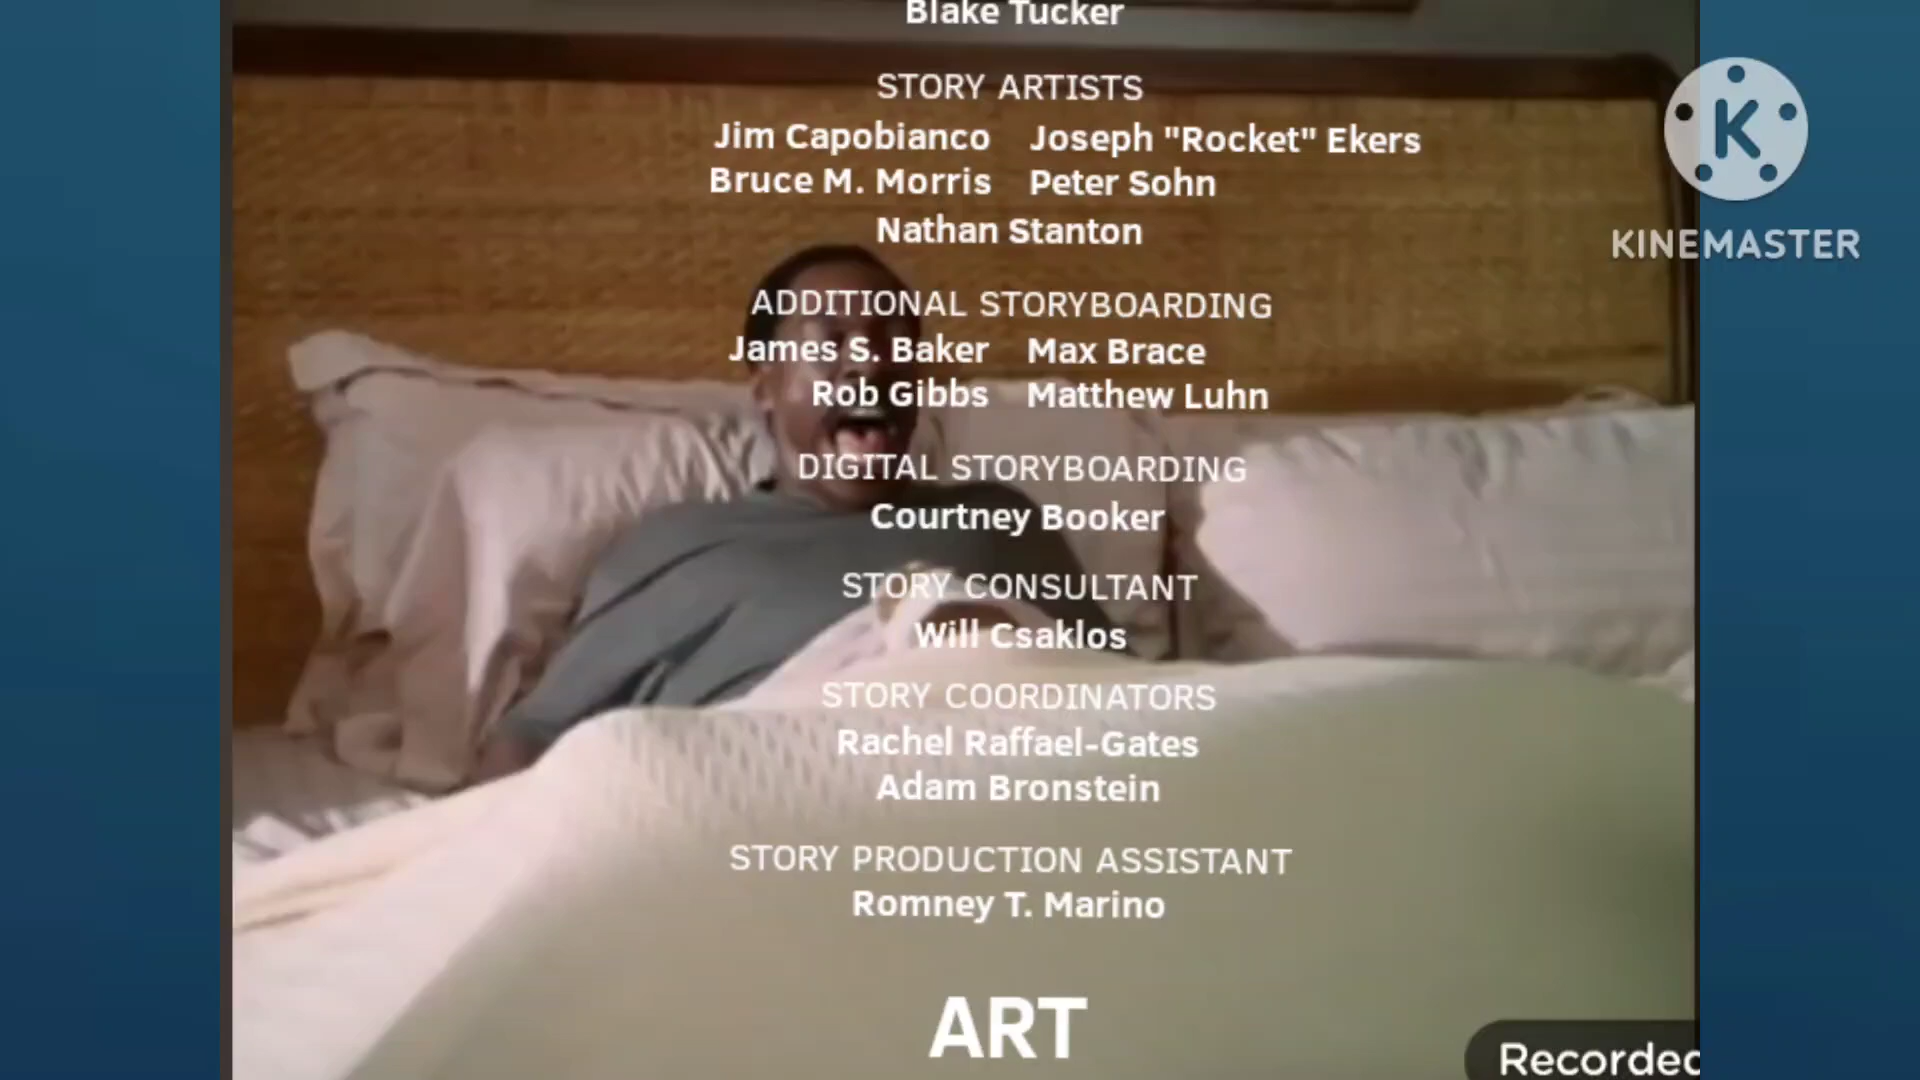 Blake Tucker
STORY ARTISTS
Jim Capobianco Joseph "Rocket" Ekers
Bruce M. Morris Peter Sohn
Nathan Stanton
ADDITIONAL STORYBOARDING
James S. Baker Max Brace
Rob Gibbs Matthew Luhn
DIGITAL STORYBOARDING
Courtney Booker
STORY CONSULTANT
Will Csaklos
STORY COORDINATORS
Rachel Raffael-Gates
Adam Bronstein
STORY PRODUCTION ASSISTANT
Romney T. Marino
ART
K
KINEMASTER
Recorded